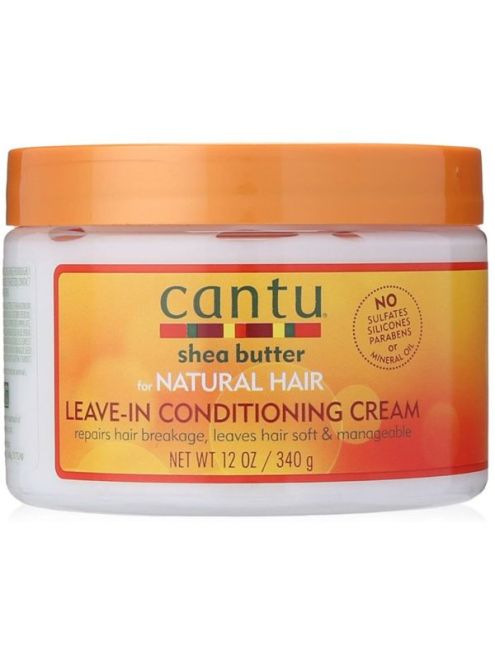 cantu®
shea butter
for NATURAL HAIR
LEAVE-IN CONDITIONING CREAM
repairs hair breakage, leaves hair soft & manageable
NET WT 12 OZ / 340 g
NO
SULFATES
SILICONES
PARABENS
or
MINERAL OIL